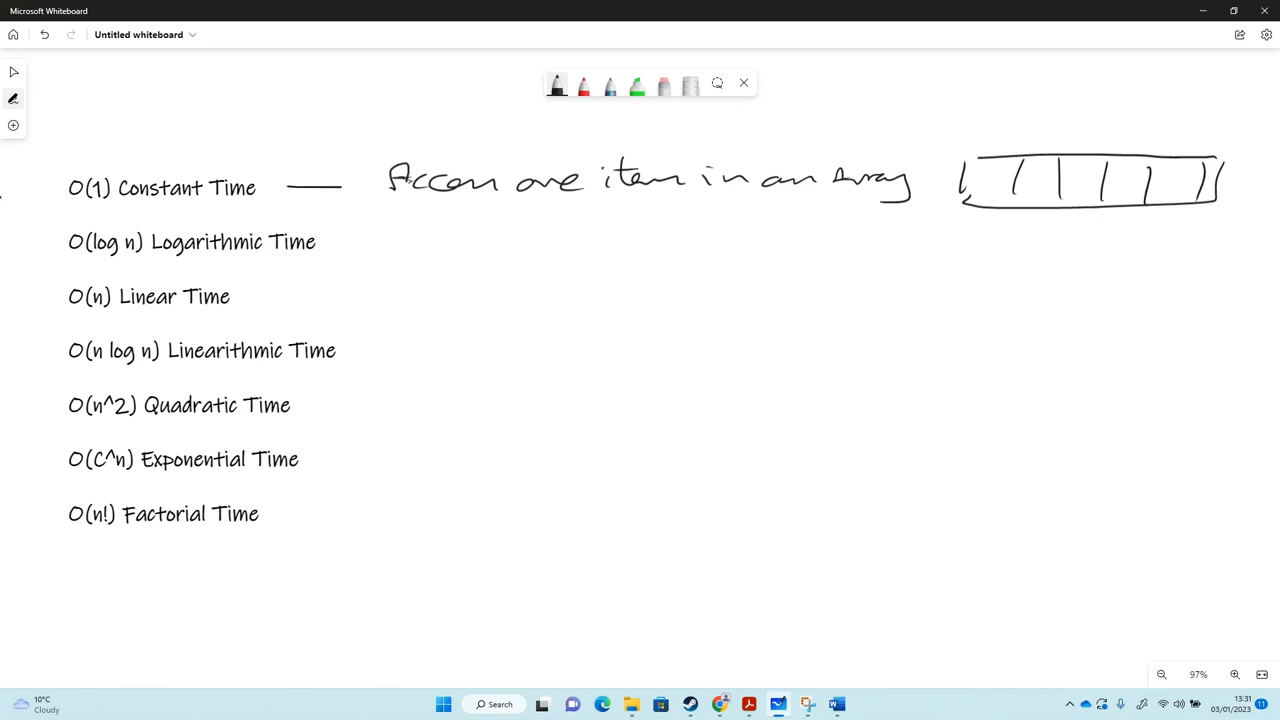 Microsoft Whiteboard
Untitled whiteboard
O(1) Constant Time — Access one item in an Array
O(log n) Logarithmic Time
O(n) Linear Time
O(n log n) Linearithmic Time
O(n^2) Quadratic Time
O(C^n) Exponential Time
O(n!) Factorial Time
97%
10°C
Cloudy
Search
13:31
03/01/2023
11